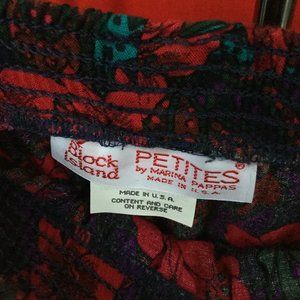 Block
Island
PETITES
by MARINA PAPPAS
MADE IN U.S.A.
MADE IN U.S.A.
CONTENT AND CARE
ON REVERSE